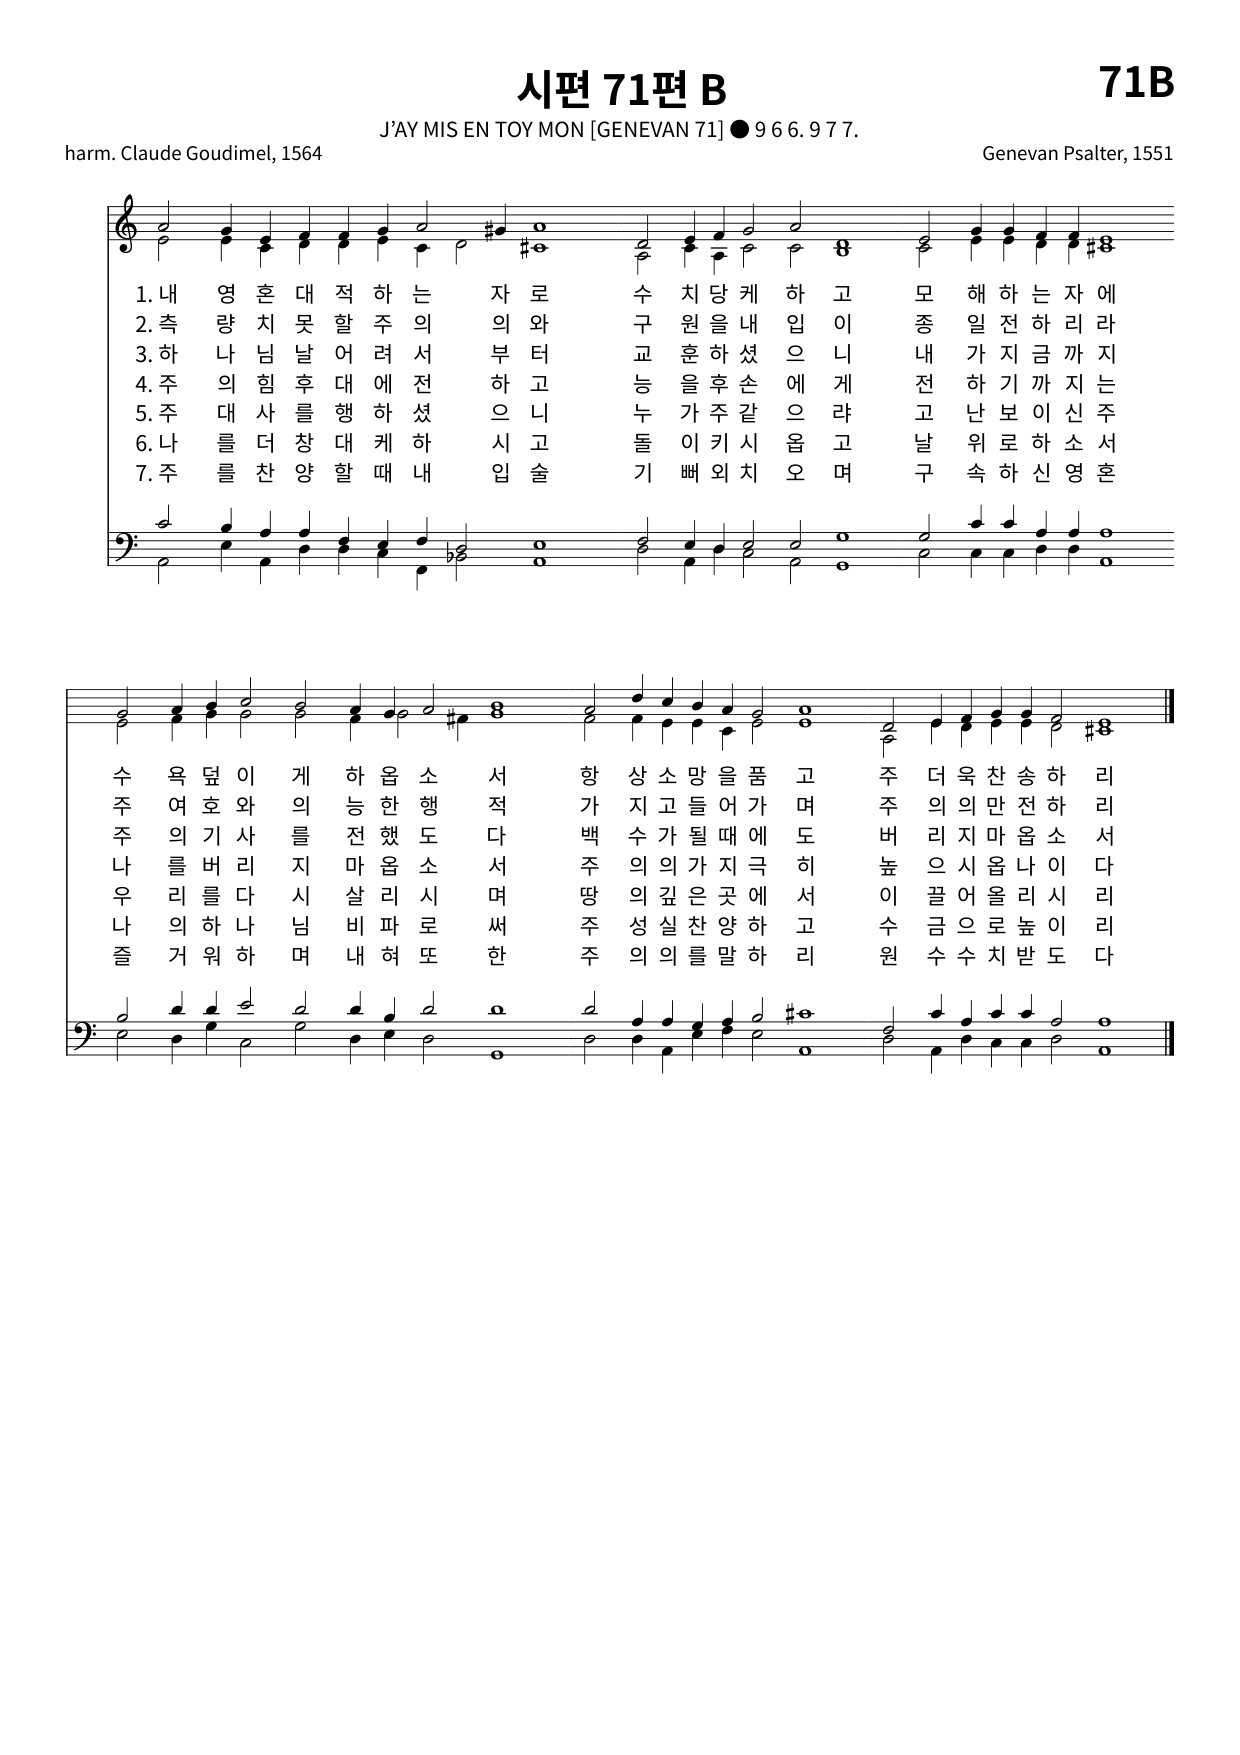 시편 71편 B
71B
J’AY MIS EN TOY MON [GENEVAN 71] ● 9 6 6. 9 7 7.
harm. Claude Goudimel, 1564
Genevan Psalter, 1551
1. 내 영 혼 대 적 하 는 자 로 수 치 당 케 하 고 모 해 하 는 자 에
2. 측 량 치 못 할 주 의 의 와 구 원 을 내 입 이 종 일 전 하 리 라
3. 하 나 님 날 어 려 서 부 터 교 훈 하 셨 으 니 내 가 지 금 까 지
4. 주 의 힘 후 대 에 전 하 고 능 을 후 손 에 게 전 하 기 까 지 는
5. 주 대 사 를 행 하 셨 으 니 누 가 주 같 으 랴 고 난 보 이 신 주
6. 나 를 더 창 대 케 하 시 고 돌 이 키 시 옵 고 날 위 로 하 소 서
7. 주 를 찬 양 할 때 내 입 술 기 뻐 외 치 오 며 구 속 하 신 영 혼
수 욕 덮 이 게 하 옵 소 서 항 상 소 망 을 품 고 주 더 욱 찬 송 하 리
주 여 호 와 의 능 한 행 적 가 지 고 들 어 가 며 주 의 의 만 전 하 리
주 의 기 사 를 전 했 도 다 백 수 가 될 때 에 도 버 리 지 마 옵 소 서
나 를 버 리 지 마 옵 소 서 주 의 의 가 지 극 히 높 으 시 옵 나 이 다
우 리 를 다 시 살 리 시 며 땅 의 깊 은 곳 에 서 이 끌 어 올 리 시 리
나 의 하 나 님 비 파 로 써 주 성 실 찬 양 하 고 수 금 으 로 높 이 리
즐 거 워 하 며 내 혀 또 한 주 의 의 를 말 하 리 원 수 수 치 받 도 다